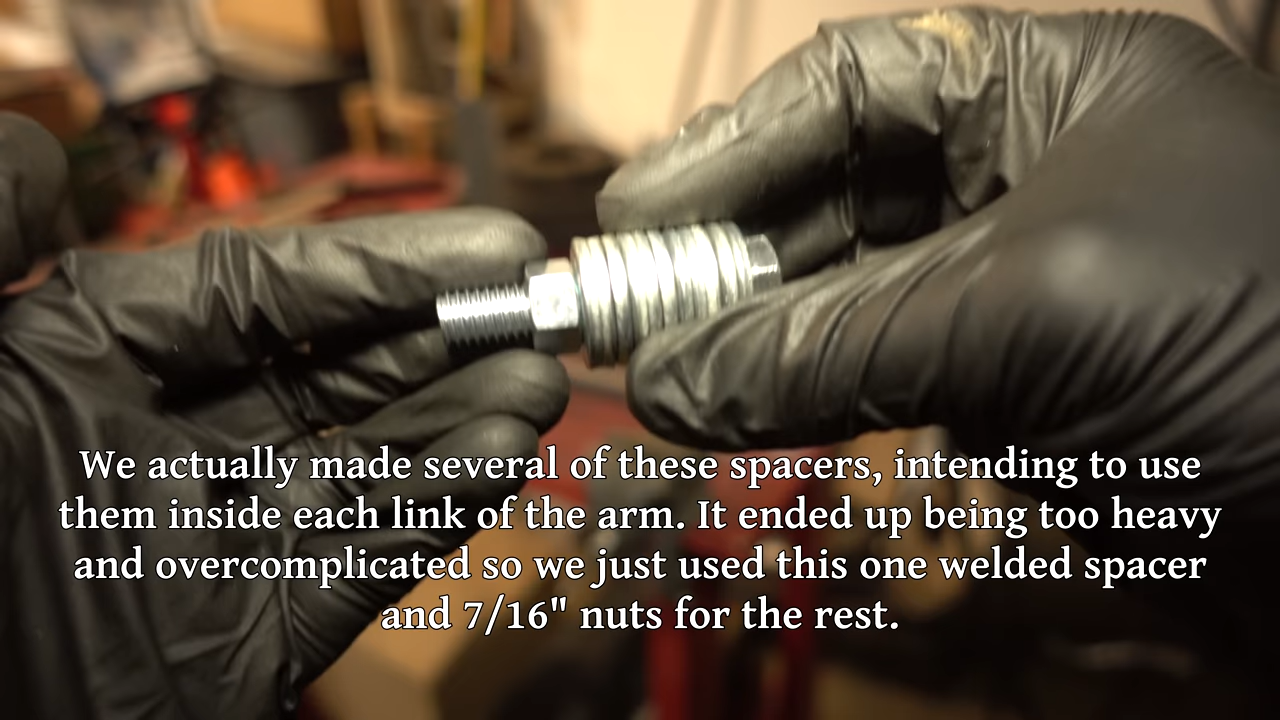 We actually made several of these spacers, intending to use
them inside each link of the arm. It ended up being too heavy
and overcomplicated so we just used this one welded spacer
and 7/16" nuts for the rest.